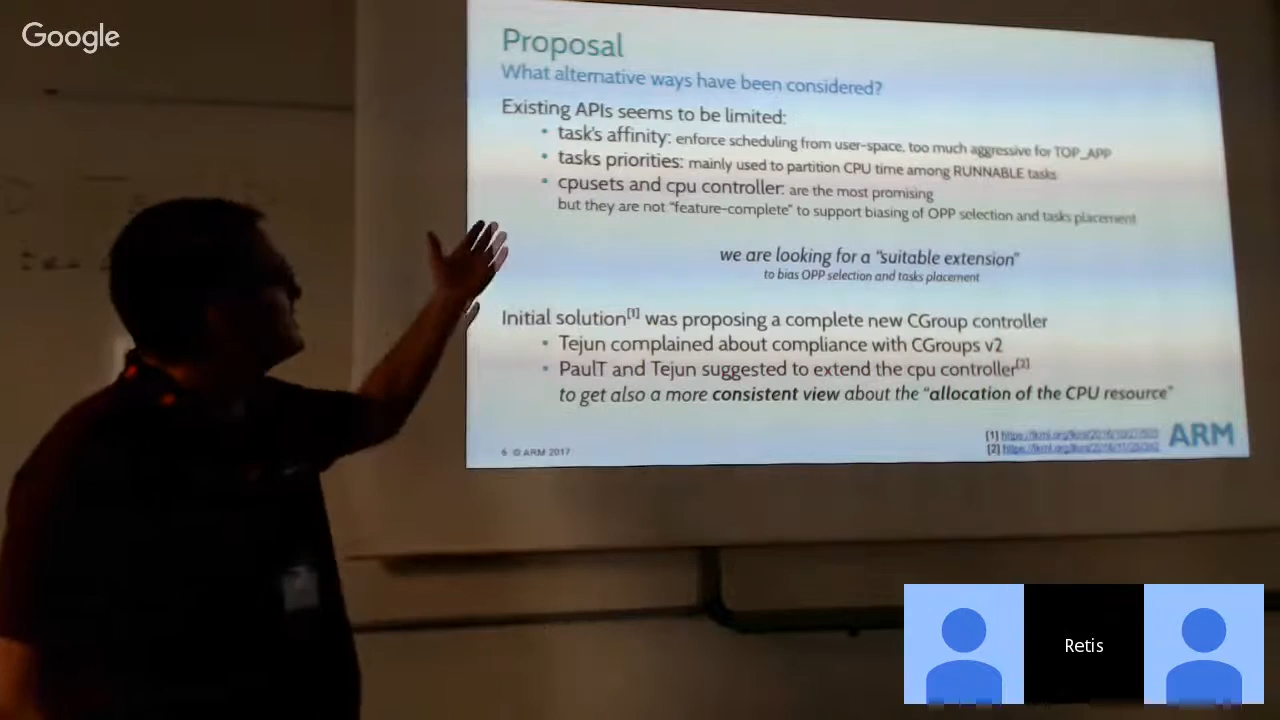 Google
Proposal
What alternative ways have been considered?
Existing APIs seems to be limited:
• task's affinity: enforce scheduling from user-space, too much aggressive for TOP_APP
• tasks priorities: mainly used to partition CPU time among RUNNABLE tasks
• cpusets and cpu controller: are the most promising
but they are not "feature-complete" to support biasing of OPP selection and tasks placement
we are looking for a "suitable extension"
to bias OPP selection and tasks placement
Initial solution[1] was proposing a complete new CGroup controller
• Tejun complained about compliance with CGroups v2
• PaulT and Tejun suggested to extend the cpu controller[2]
to get also a more consistent view about the "allocation of the CPU resource"
[1]
[2]
ARM
6 © ARM 2017
Retis